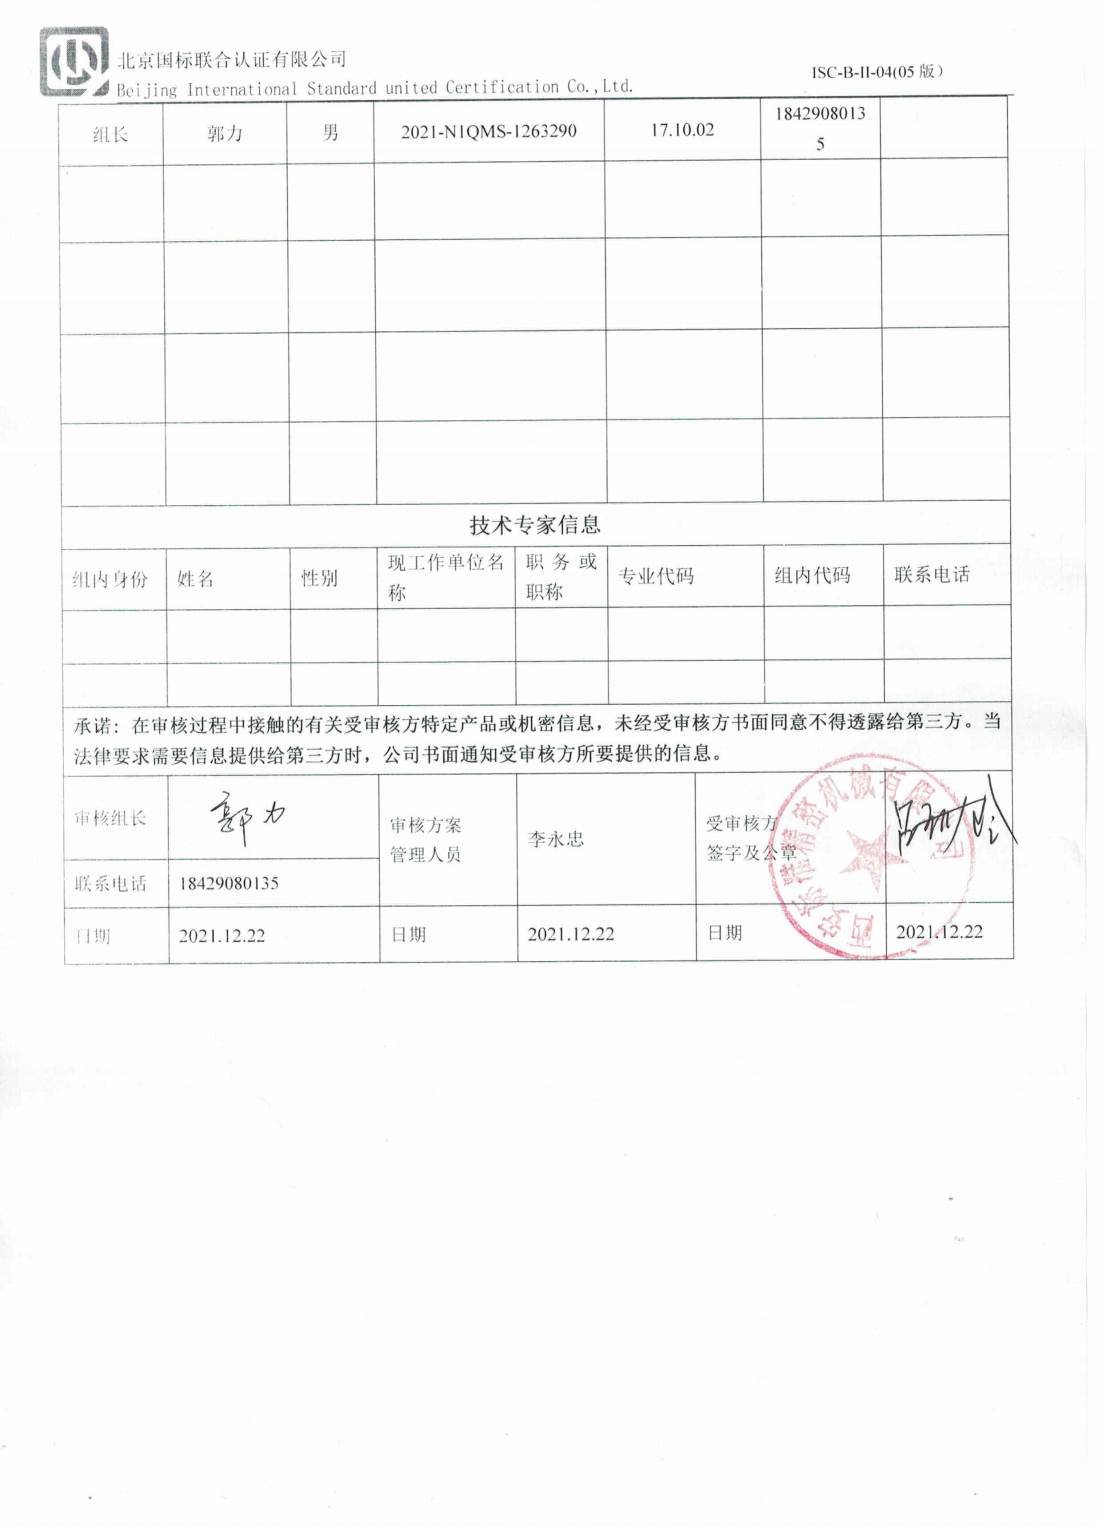 北京国标联合认证有限公司
ISC-B-II-04(05 版)
Beijing International Standard united Certification Co.,Ltd.
组长 郭力 男 2021-N1QMS-1263290 17.10.02 1842908013
5
技术专家信息
组内身份 姓名 性别 现工作单位名 职务或 专业代码 组内代码 联系电话
称 职称
承诺：在审核过程中接触的有关受审核方特定产品或机密信息，未经受审核方书面同意不得透露给第三方。当
法律要求需要信息提供给第三方时，公司书面通知受审核方所要提供的信息。
审核组长 郭力 审核方案 李永忠 受审核方
管理人员 签字及公章
联系电话 18429080135
日期 2021.12.22 日期 2021.12.22 日期 2021.12.22